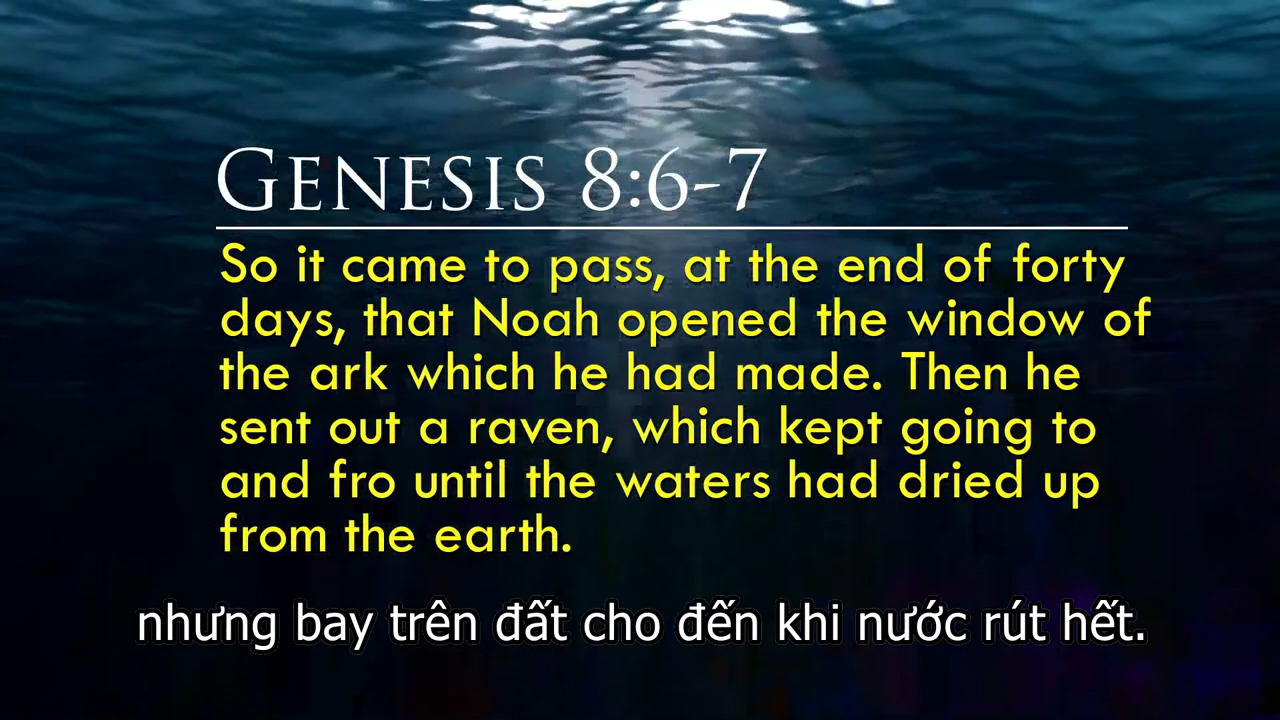 GENESIS 8:6-7
So it came to pass, at the end of forty
days, that Noah opened the window of
the ark which he had made. Then he
sent out a raven, which kept going to
and fro until the waters had dried up
from the earth.
nhưng bay trên đất cho đến khi nước rút hết.